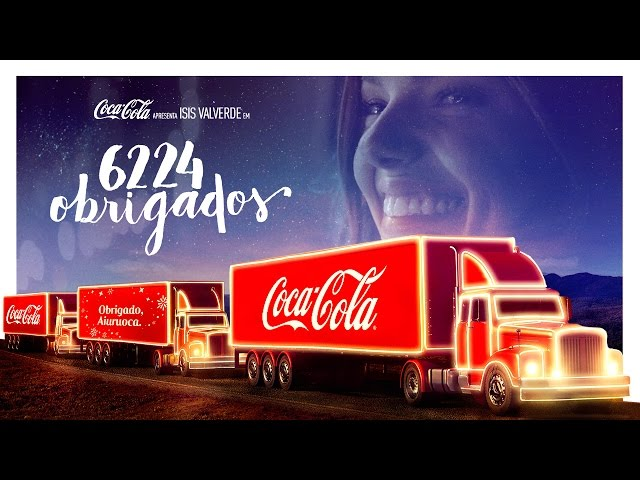 Coca-Cola APRESENTA ISIS VALVERDE EM
6224
obrigados
Coca-Cola
Obrigado,
Aiuruoca.
Coca-Cola